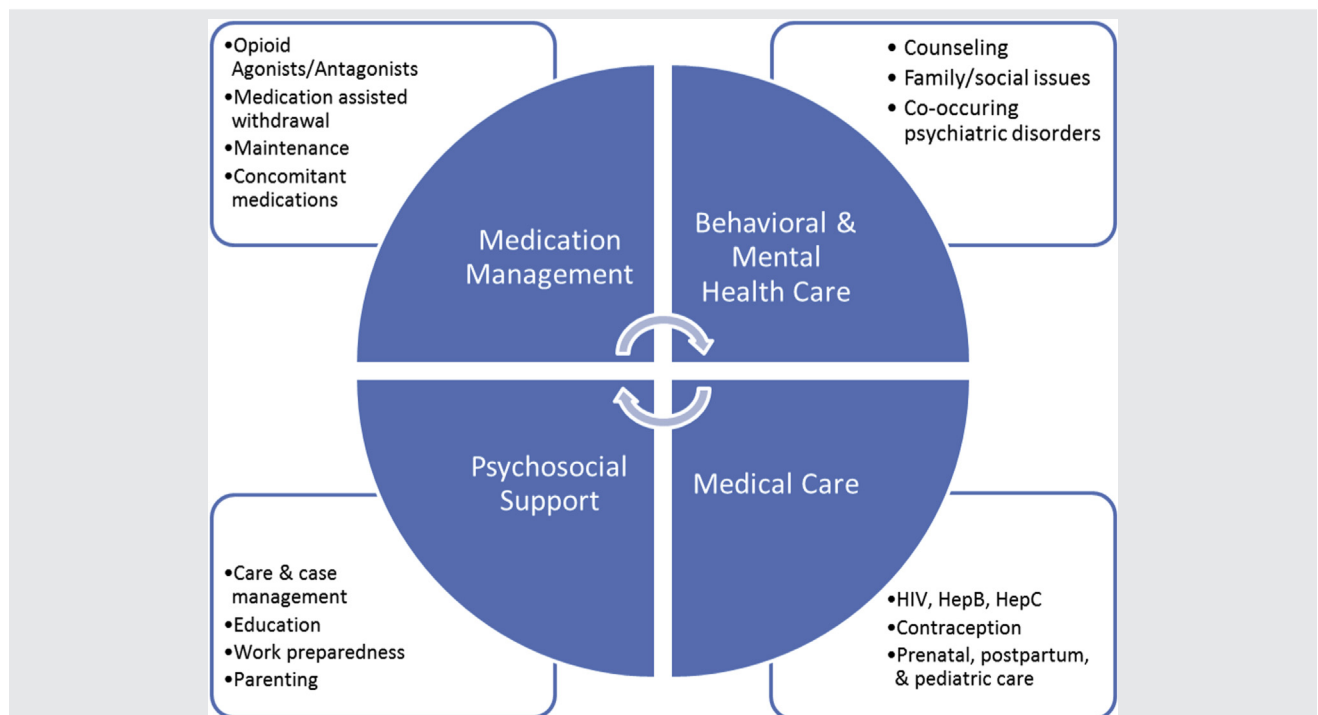 •Opioid
Agonists/Antagonists
•Medication assisted
withdrawal
•Maintenance
•Concomitant
medications
• Counseling
• Family/social issues
• Co-occuring
psychiatric disorders
Medication
Management
Behavioral &
Mental
Health Care
Psychosocial
Support
Medical Care
•Care & case
management
•Education
•Work preparedness
•Parenting
•HIV, HepB, HepC
•Contraception
•Prenatal, postpartum,
& pediatric care